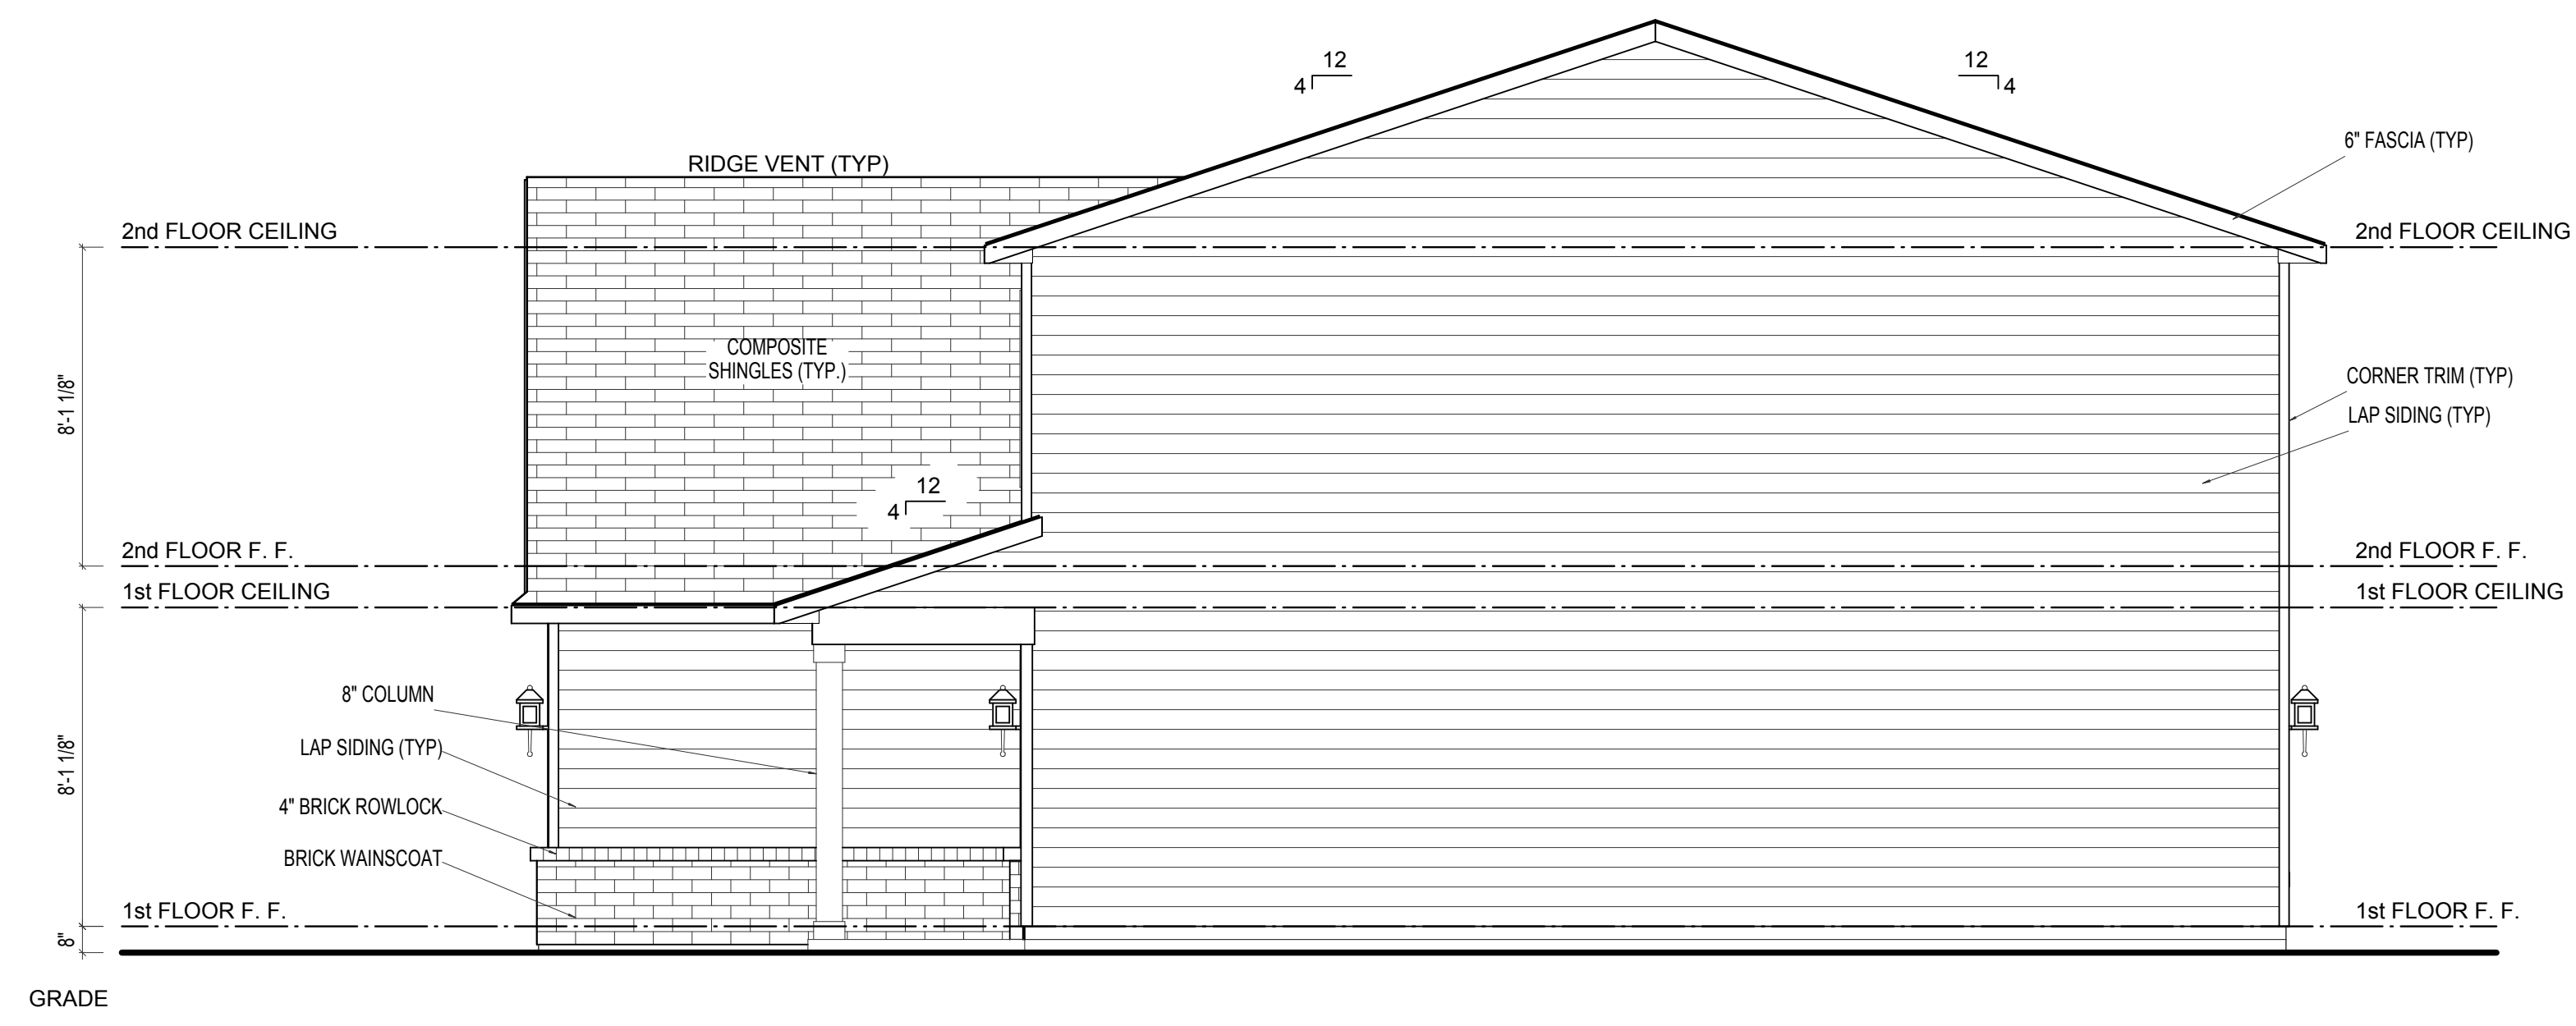 12
4
12
4
6" FASCIA (TYP)
RIDGE VENT (TYP)
2nd FLOOR CEILING
2nd FLOOR CEILING
COMPOSITE
SHINGLES (TYP.)
8'-1 1/8"
CORNER TRIM (TYP)
LAP SIDING (TYP)
12
4
2nd FLOOR F. F.
2nd FLOOR F. F.
1st FLOOR CEILING
1st FLOOR CEILING
8" COLUMN
LAP SIDING (TYP)
8'-1 1/8"
4" BRICK ROWLOCK
BRICK WAINSCOAT
1st FLOOR F. F.
1st FLOOR F. F.
8"
GRADE